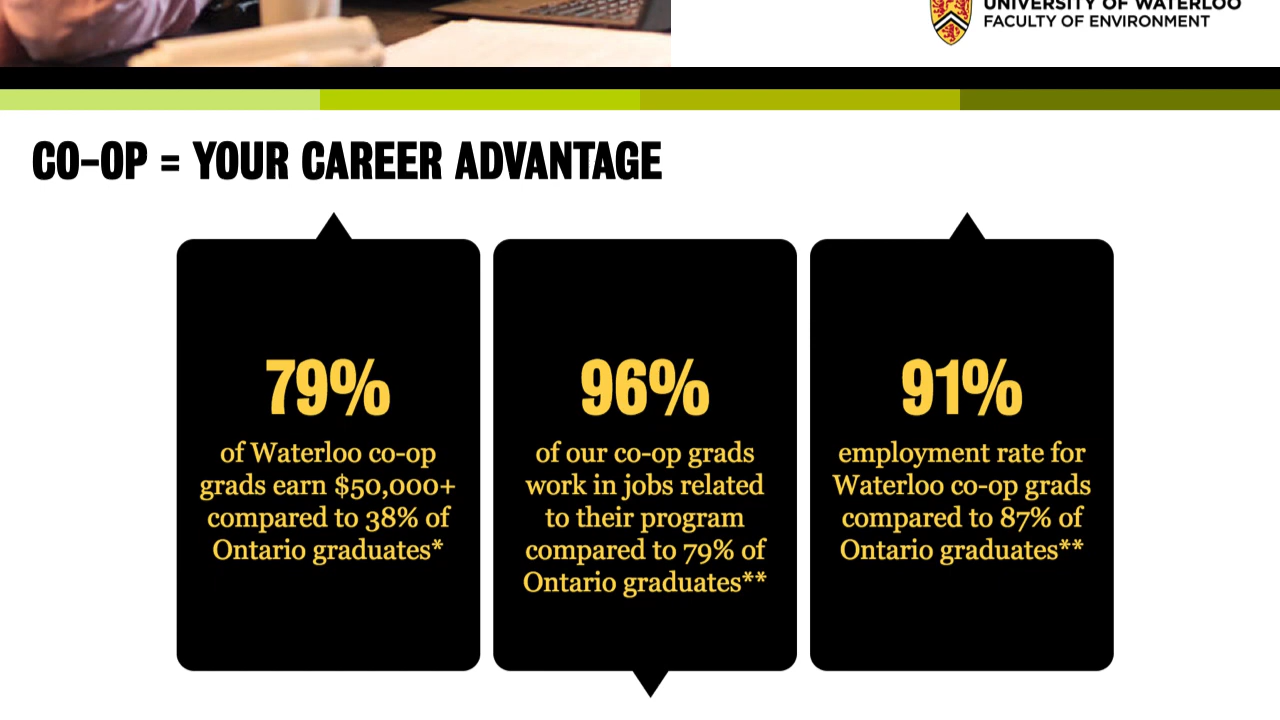 UNIVERSITY OF WATERLOO
FACULTY OF ENVIRONMENT
CO-OP = YOUR CAREER ADVANTAGE
79%
of Waterloo co-op
grads earn $50,000+
compared to 38% of
Ontario graduates*
96%
of our co-op grads
work in jobs related
to their program
compared to 79% of
Ontario graduates**
91%
employment rate for
Waterloo co-op grads
compared to 87% of
Ontario graduates**